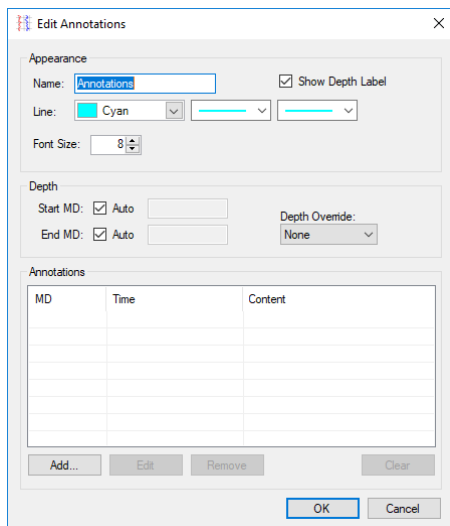 Edit Annotations
Appearance
Name: Annotations Show Depth Label
Line: Cyan
Font Size: 8
Depth
Start MD: Auto
Depth Override:
End MD: Auto None
Annotations
MD Time Content
Add... Edit Remove Clear
OK Cancel